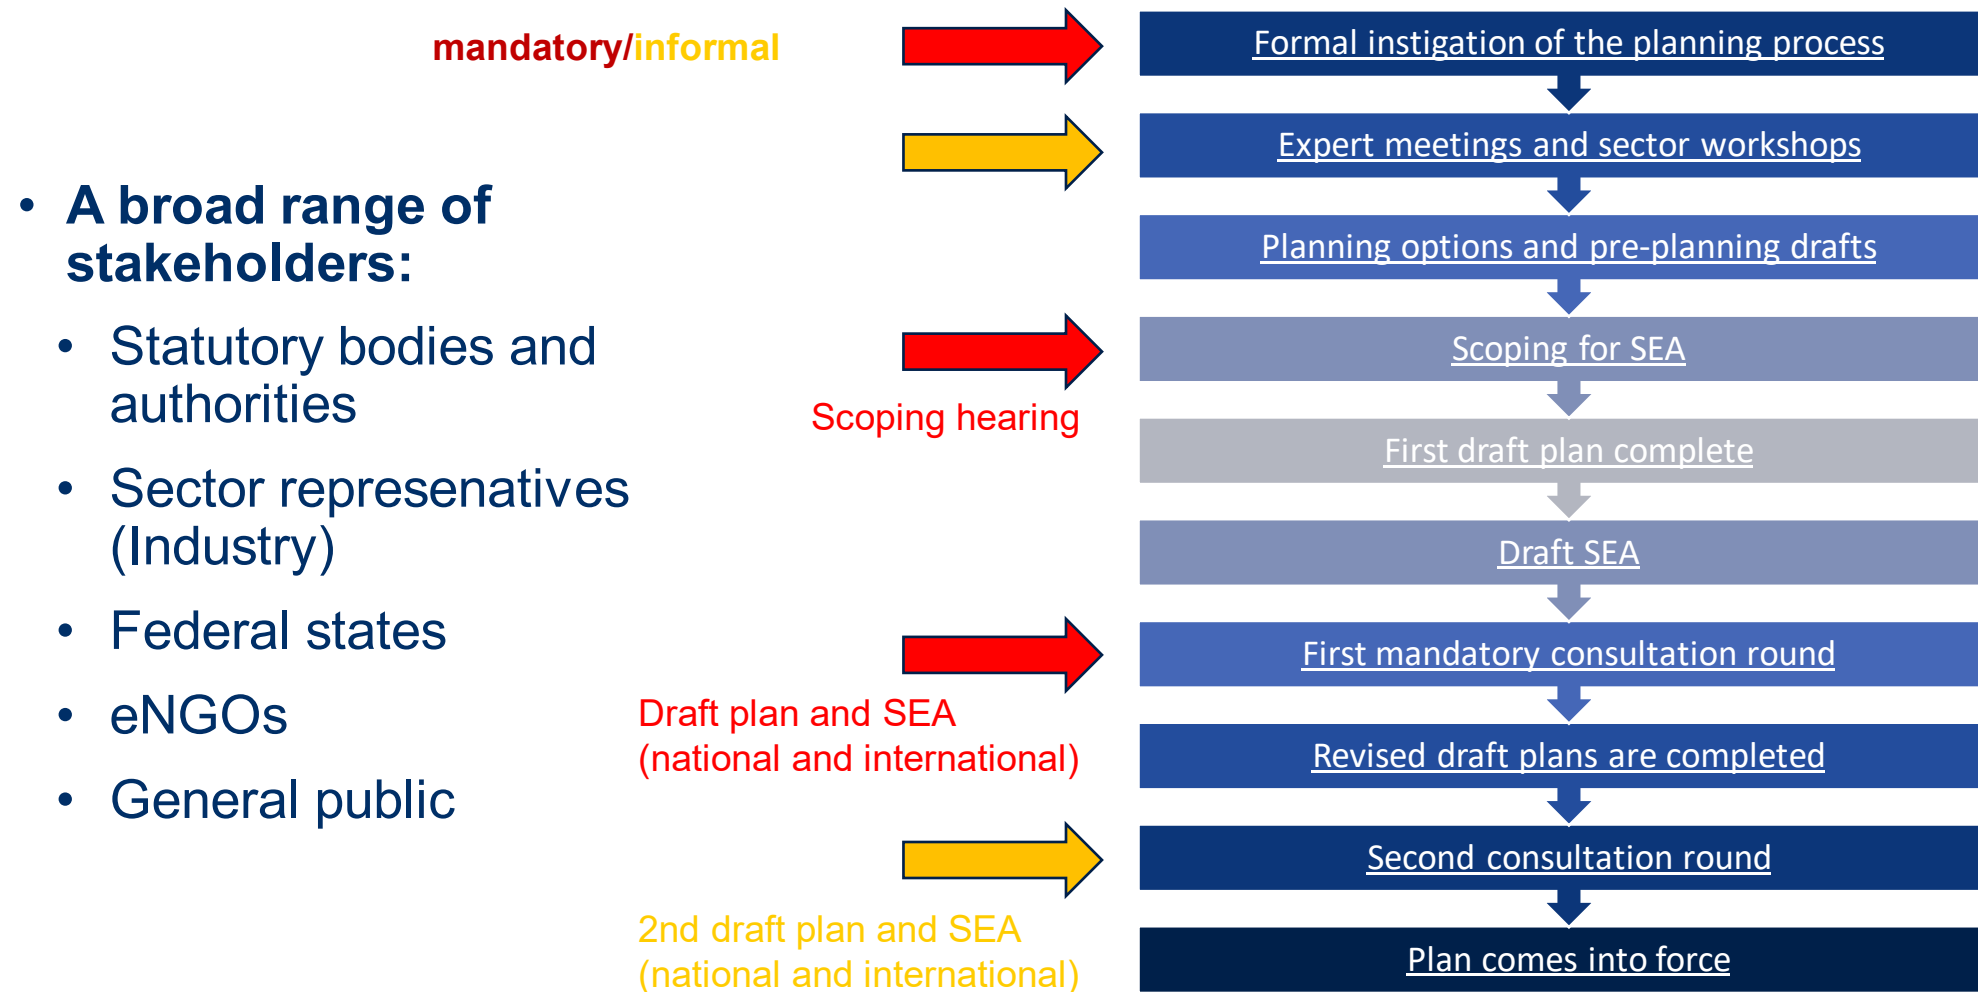 mandatory/informal
• A broad range of
stakeholders:
• Statutory bodies and
authorities
• Sector represenatives
(Industry)
• Federal states
• eNGOs
• General public
Scoping hearing
Draft plan and SEA
(national and international)
2nd draft plan and SEA
(national and international)
Formal instigation of the planning process
Expert meetings and sector workshops
Planning options and pre-planning drafts
Scoping for SEA
First draft plan complete
Draft SEA
First mandatory consultation round
Revised draft plans are completed
Second consultation round
Plan comes into force